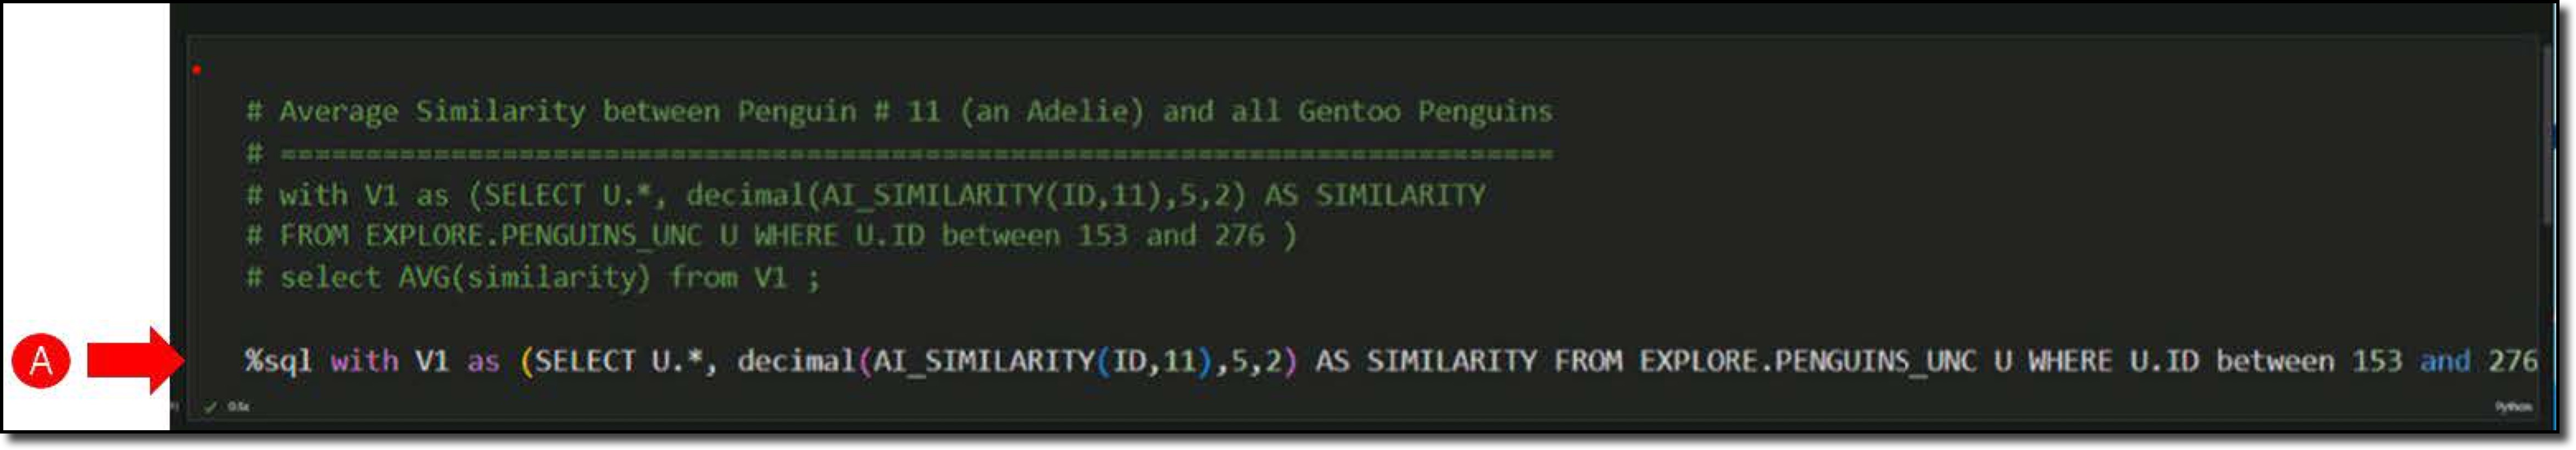 # Average Similarity between Penguin # 11 (an Adelie) and all Gentoo Penguins
# ===========================================================================
# with V1 as (SELECT U.*, decimal(AI_SIMILARITY(ID,11),5,2) AS SIMILARITY
# FROM EXPLORE.PENGUINS_UNC U WHERE U.ID between 153 and 276 )
# select AVG(similarity) from V1 ;
A
%sql with V1 as (SELECT U.*, decimal(AI_SIMILARITY(ID,11),5,2) AS SIMILARITY FROM EXPLORE.PENGUINS_UNC U WHERE U.ID between 153 and 276
Python